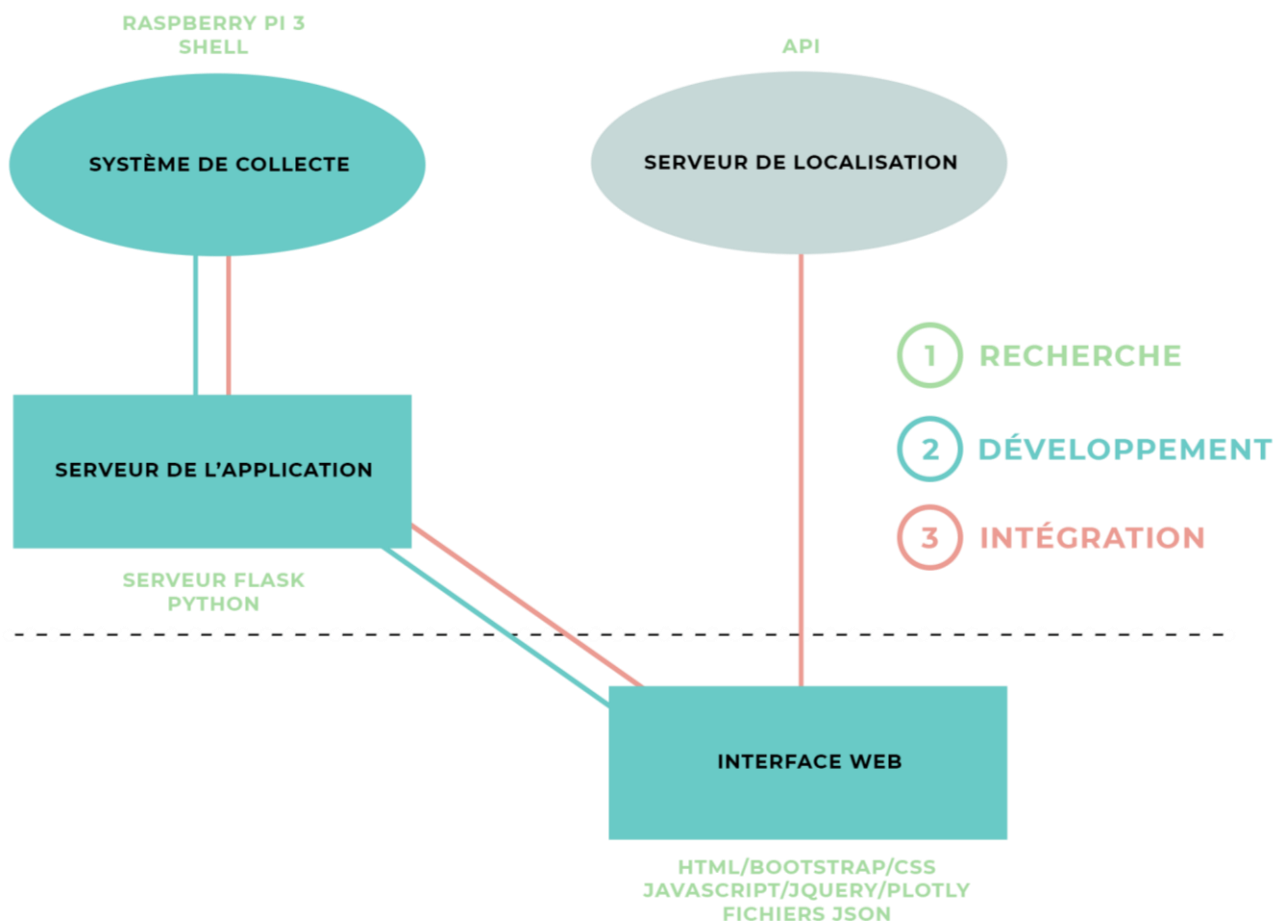 RASPBERRY PI 3
SHELL
API
SYSTÈME DE COLLECTE
SERVEUR DE LOCALISATION
1 RECHERCHE
2 DÉVELOPPEMENT
3 INTÉGRATION
SERVEUR DE L'APPLICATION
SERVEUR FLASK
PYTHON
INTERFACE WEB
HTML/BOOTSTRAP/CSS
JAVASCRIPT/JQUERY/PLOTLY
FICHIERS JSON